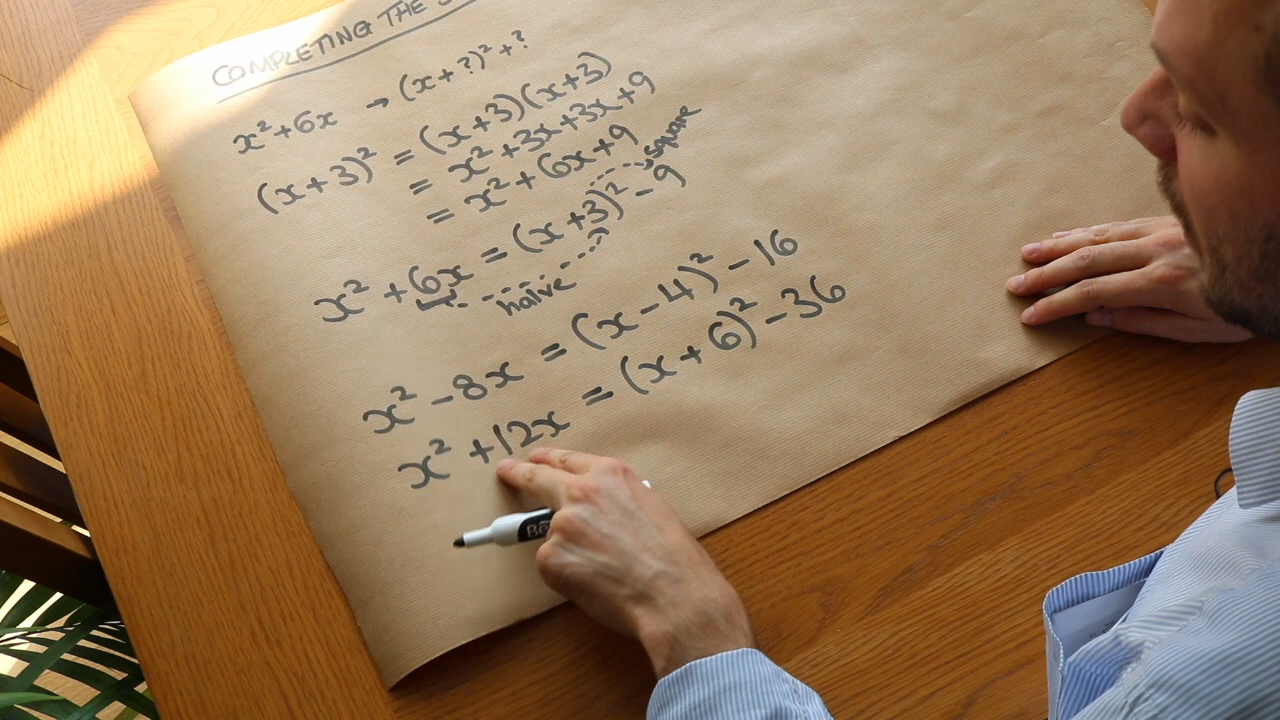 COMPLETING THE
x² + 6x → (x + ?)² + ?
(x + 3)² = (x + 3)(x + 3)
= x² + 3x + 3x + 9
= x² + 6x + 9
square
x² + 6x = (x + 3)² - 9
halve
x² - 8x = (x - 4)² - 16
x² + 12x = (x + 6)² - 36